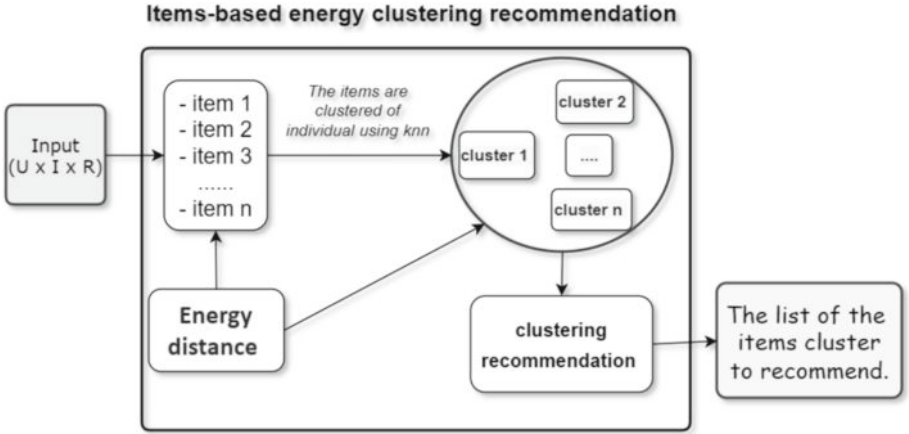 Items-based energy clustering recommendation
Input
(U x I x R)
- item 1
- item 2
- item 3
......
- item n
The items are
clustered of
individual using knn
cluster 2
cluster 1
....
cluster n
Energy
distance
clustering
recommendation
The list of the
items cluster
to recommend.